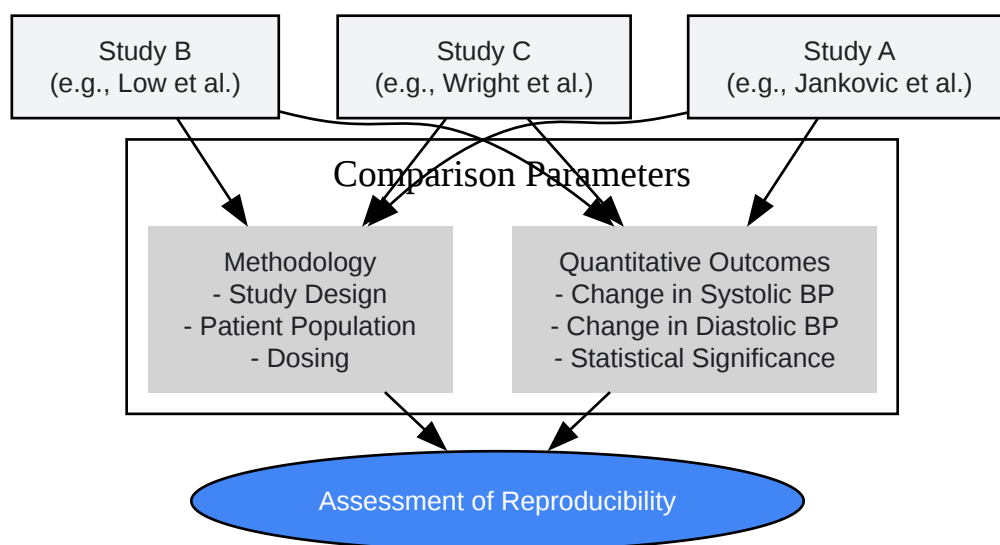 Study B
(e.g., Low et al.)
Study C
(e.g., Wright et al.)
Study A
(e.g., Jankovic et al.)
Comparison Parameters
Methodology
- Study Design
- Patient Population
- Dosing
Quantitative Outcomes
- Change in Systolic BP
- Change in Diastolic BP
- Statistical Significance
Assessment of Reproducibility